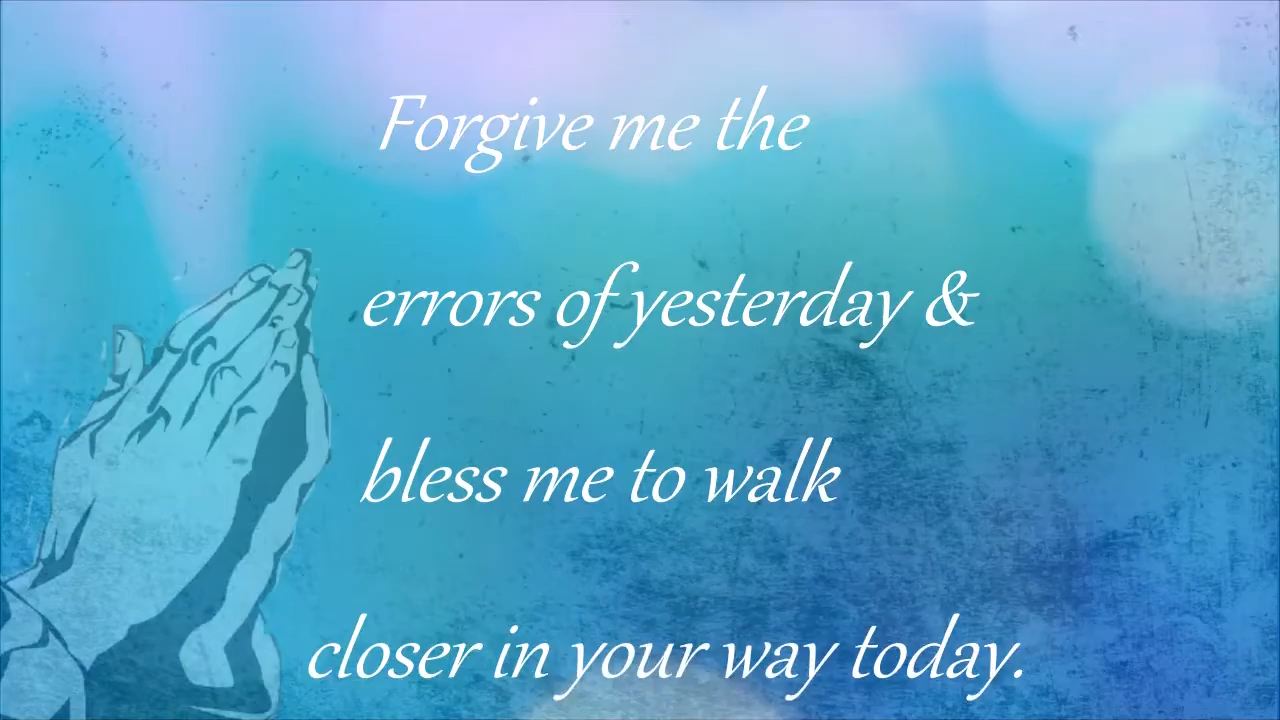 Forgive me the
errors of yesterday &
bless me to walk
closer in your way today.